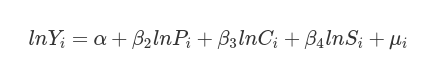 lnYᵢ = α + β₂lnPᵢ + β₃lnCᵢ + β₄lnSᵢ + μᵢ